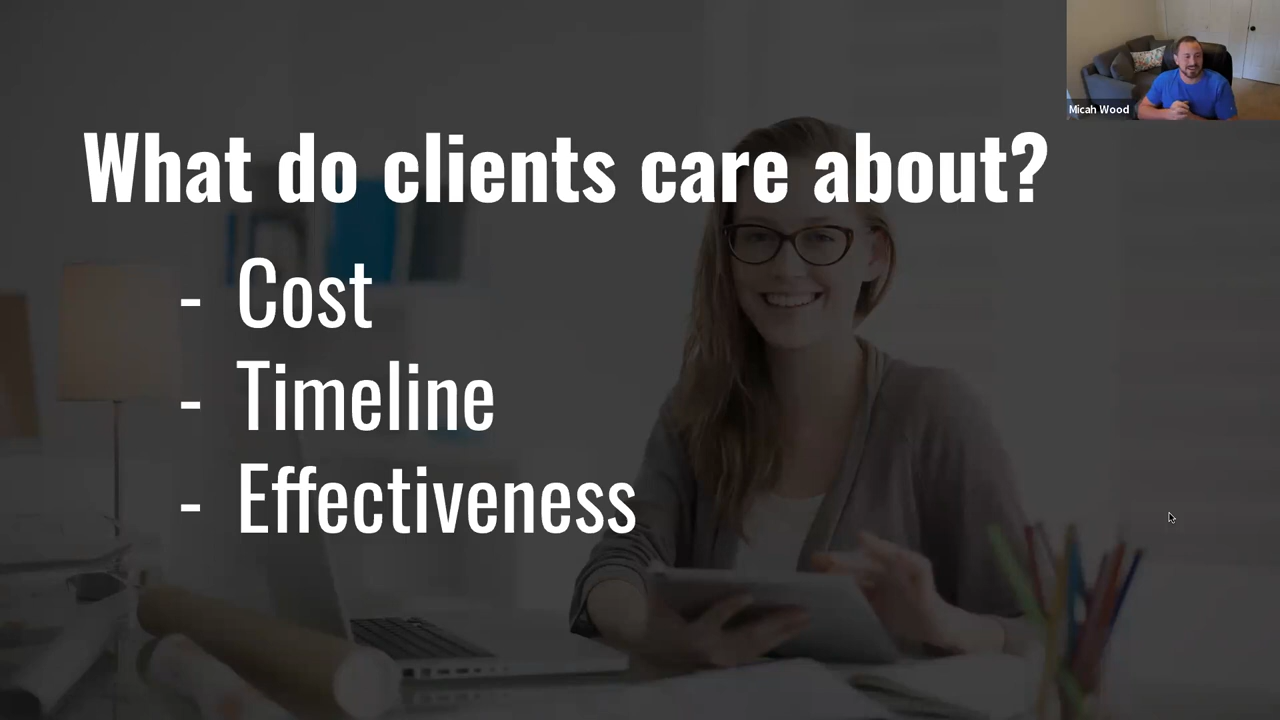 Micah Wood
What do clients care about?
- Cost
- Timeline
- Effectiveness